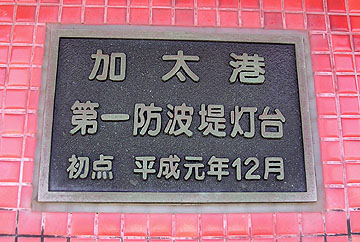 加太港
第一防波堤灯台
初点 平成元年12月